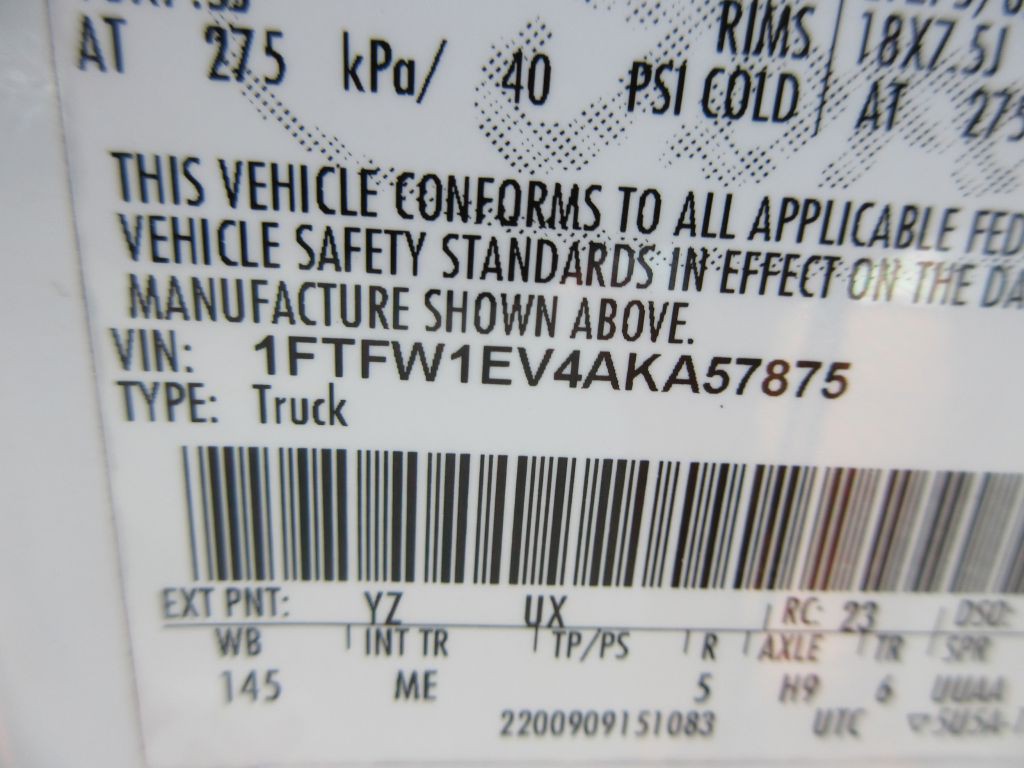 AT 275 kPa/ 40 PSI COLD
RIMS 18X7.5J
AT 275
THIS VEHICLE CONFORMS TO ALL APPLICABLE FED
VEHICLE SAFETY STANDARDS IN EFFECT ON THE DA
MANUFACTURE SHOWN ABOVE.
VIN: 1FTFW1EV4AKA57875
TYPE: Truck
EXT PNT: YZ UX RC: 23 DSO:
WB INT TR TP/PS R AXLE TR SPR
145 ME 5 H9 6 UUAA
2200909151083 UTC